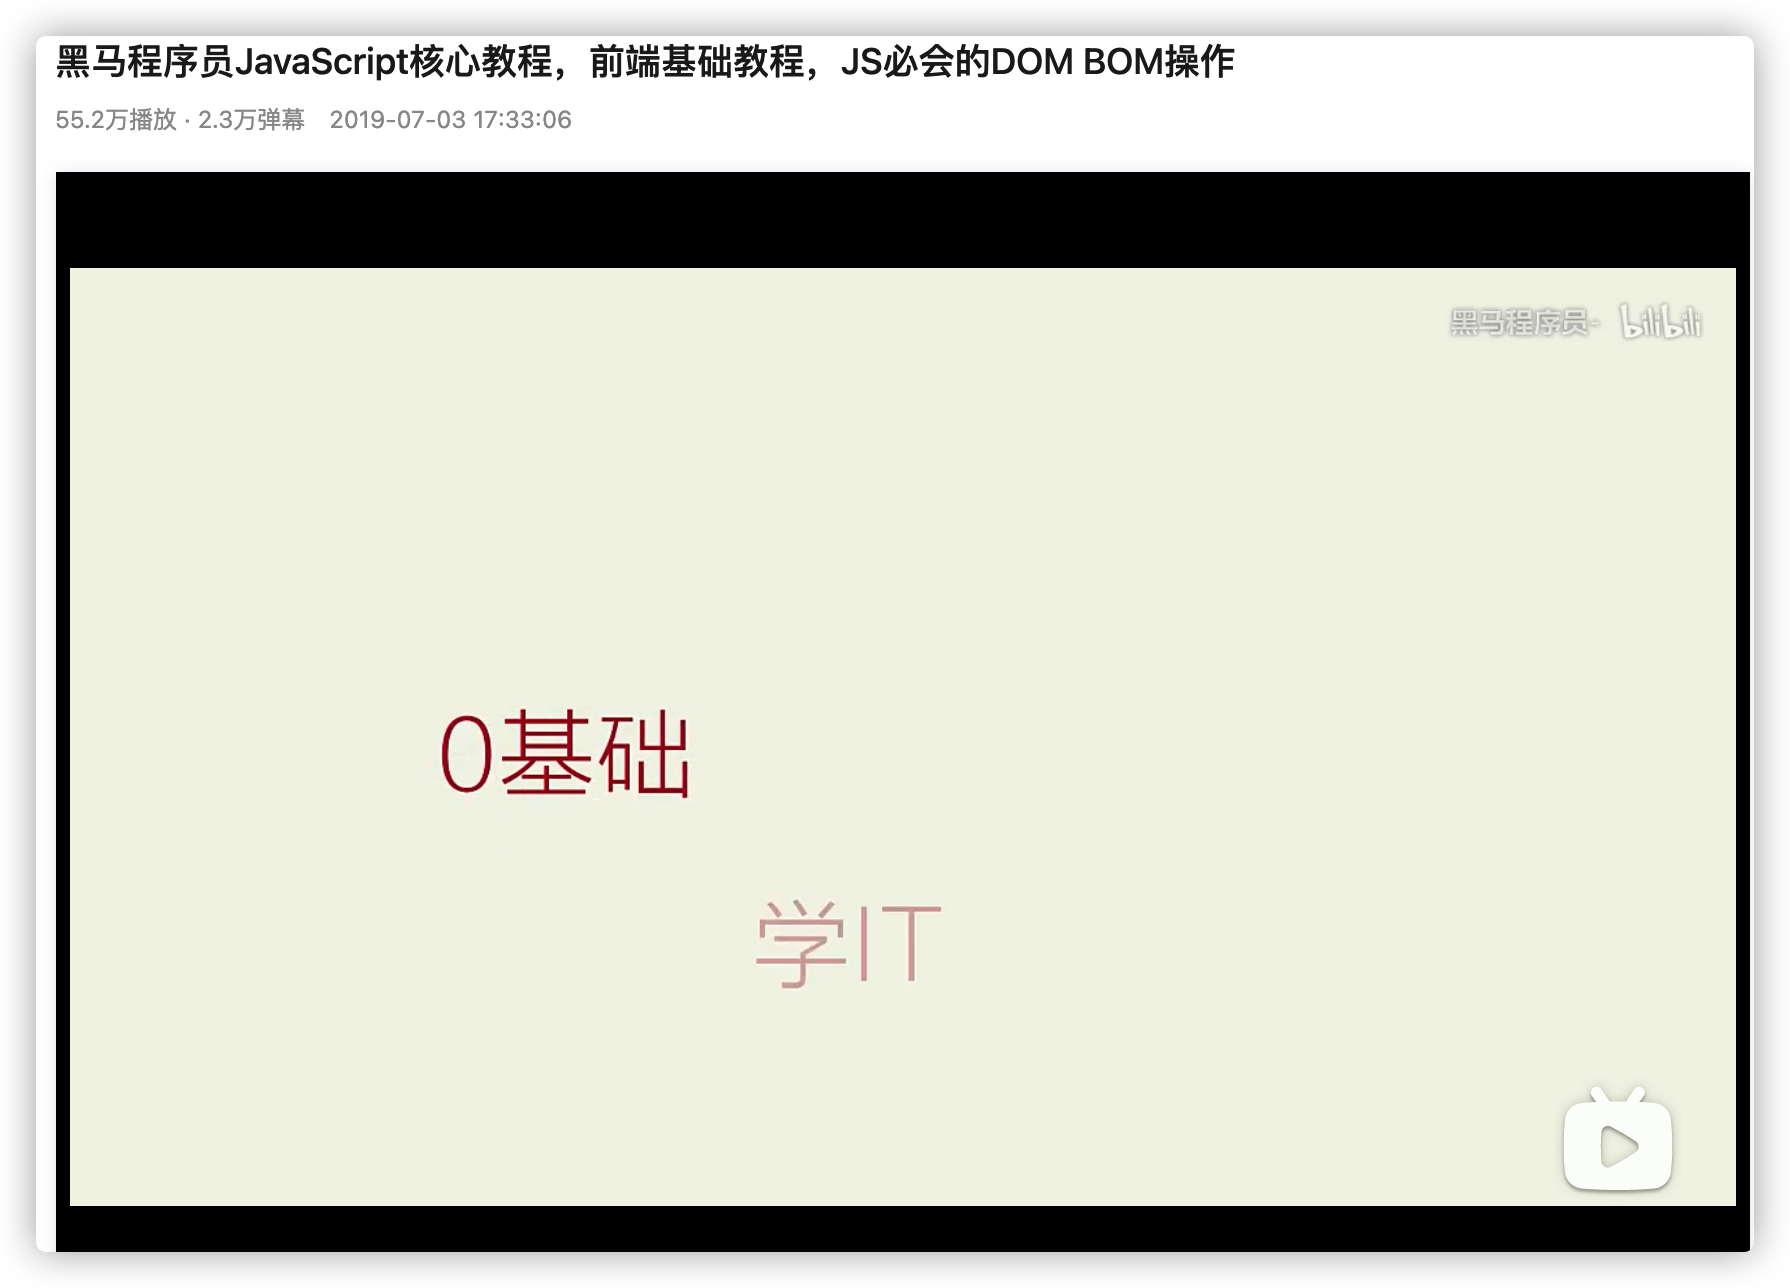 黑马程序员JavaScript核心教程，前端基础教程，JS必会的DOM BOM操作
55.2万播放 · 2.3万弹幕 2019-07-03 17:33:06
黑马程序员- bilibili
0基础
学IT